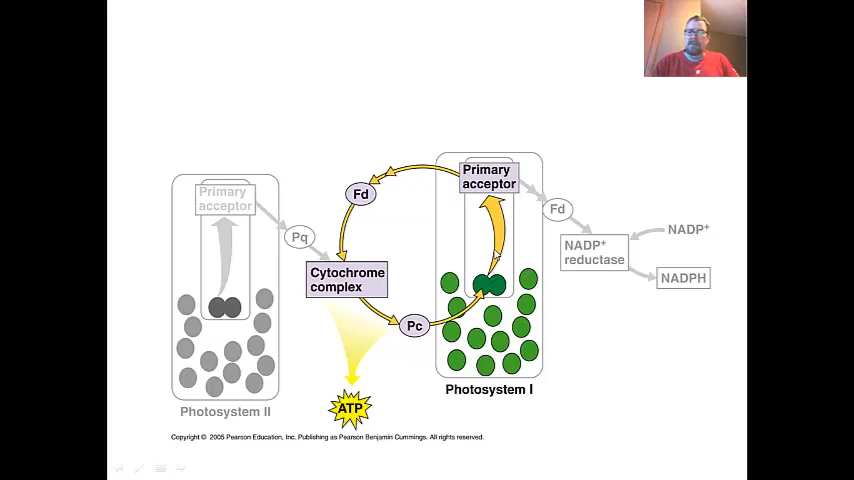 Primary
acceptor
Pq
Photosystem II
Fd
Cytochrome
complex
Pc
ATP
Primary
acceptor
Photosystem I
Fd
NADP⁺
reductase
NADP⁺
NADPH
Copyright © 2005 Pearson Education, Inc. Publishing as Pearson Benjamin Cummings. All rights reserved.